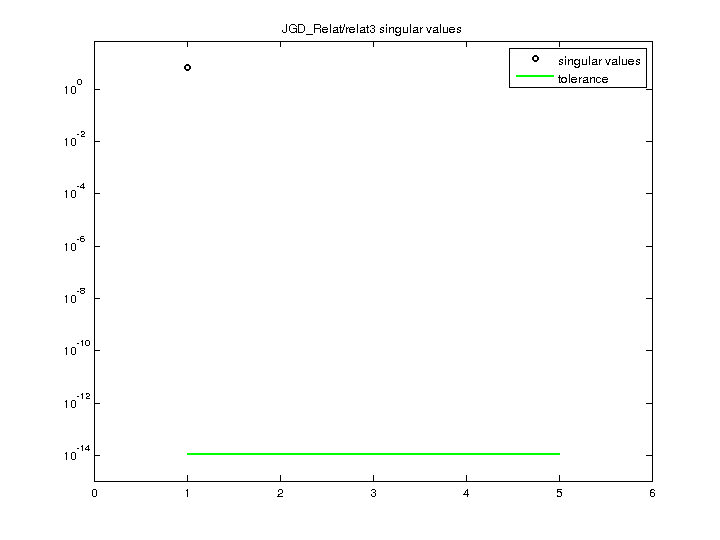 JGD_Relat/relat3 singular values
singular values
tolerance
10^0
10^-2
10^-4
10^-6
10^-8
10^-10
10^-12
10^-14
0 1 2 3 4 5 6